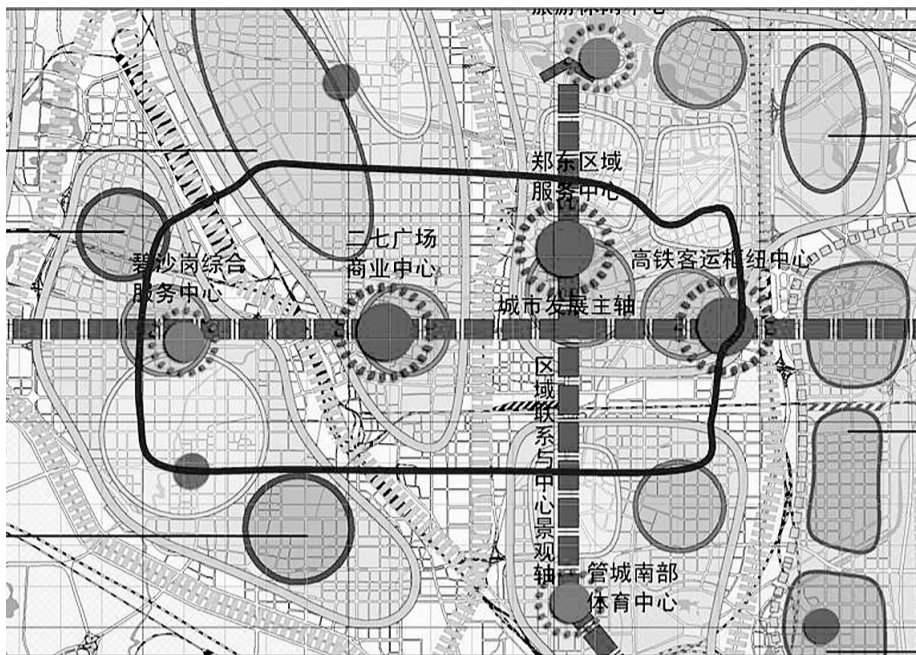 郑东区域
服务中心
二七广场
商业中心
碧沙岗综合
服务中心
高铁客运枢纽中心
城市发展主轴
区域联系与中心景观轴
管城南部
体育中心